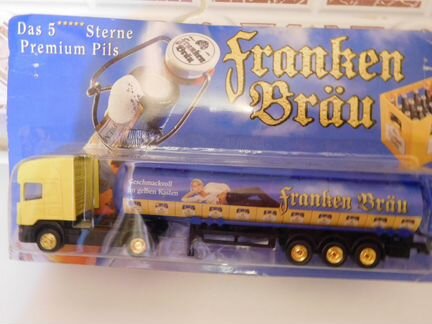 Das 5***** Sterne
Premium Pils
Franken
Bräu
Geschmackvoll
im gelben Kasten
Franken Bräu